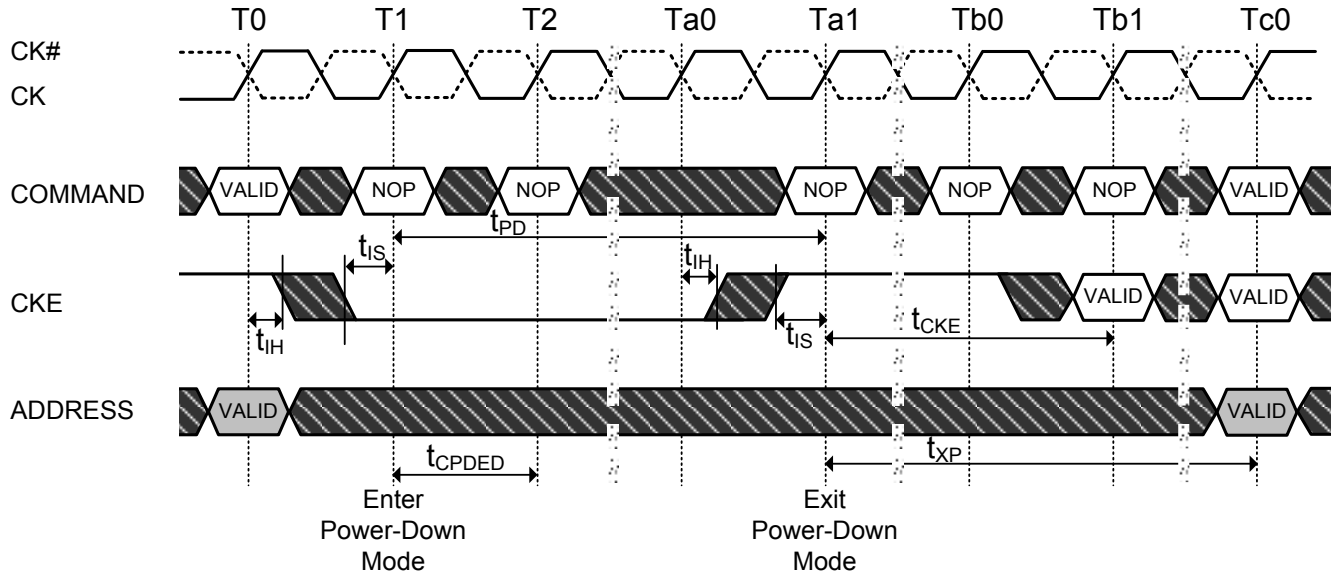 T0 T1 T2 Ta0 Ta1 Tb0 Tb1 Tc0
CK#
CK
COMMAND VALID NOP NOP NOP NOP NOP VALID
tPD
tIS tIH
CKE VALID VALID
tIH tIS tCKE
ADDRESS VALID VALID
tCPDED tXP
Enter Exit
Power-Down Power-Down
Mode Mode